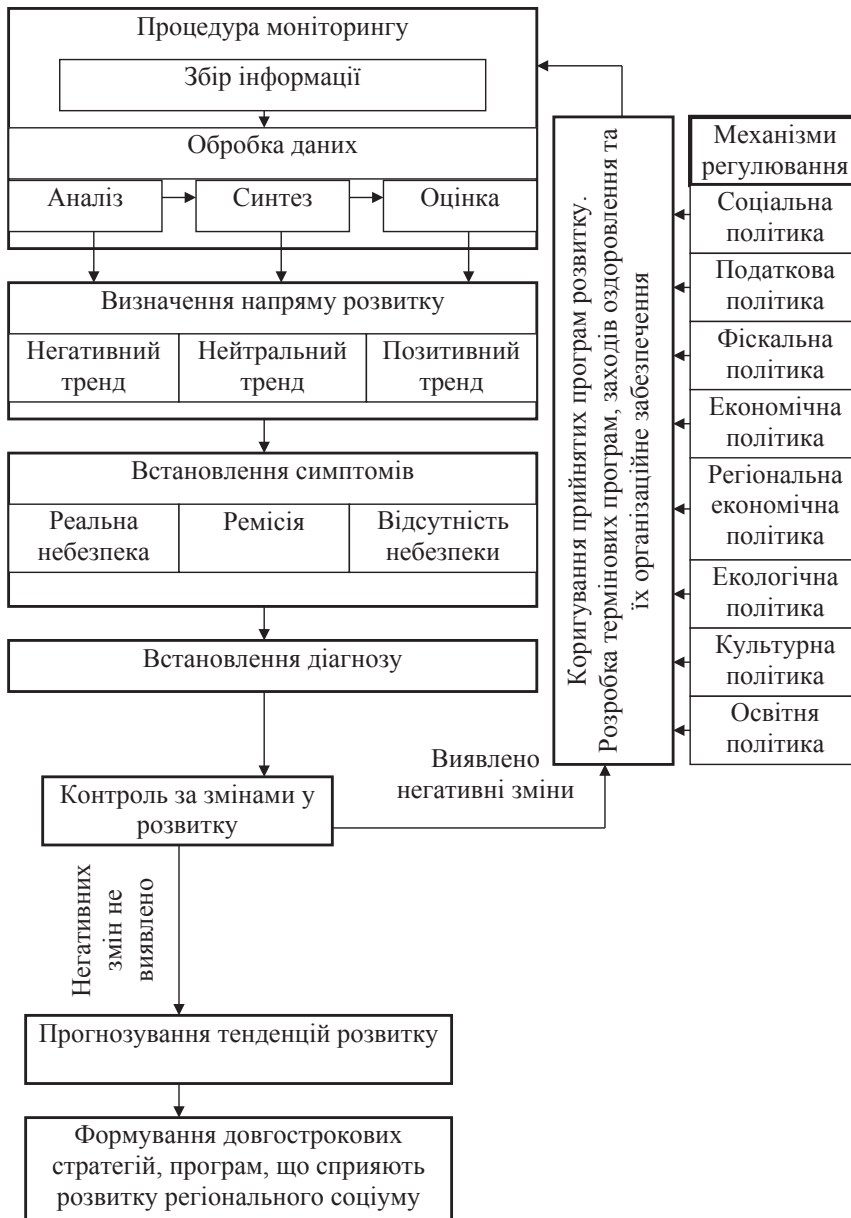 Процедура моніторингу
Збір інформації
Обробка даних
Аналіз
Синтез
Оцінка
Визначення напряму розвитку
Негативний
тренд
Нейтральний
тренд
Позитивний
тренд
Встановлення симптомів
Реальна
небезпека
Ремісія
Відсутність
небезпеки
Встановлення діагнозу
Контроль за змінами у
розвитку
Виявлено
негативні зміни
Негативних
змін не
виявлено
Прогнозування тенденцій розвитку
Формування довгострокових
стратегій, програм, що сприяють
розвитку регіонального соціуму
Коригування прийнятих програм розвитку.
Розробка термінових програм, заходів оздоровлення та
їх організаційне забезпечення
Механізми
регулювання
Соціальна
політика
Податкова
політика
Фіскальна
політика
Економічна
політика
Регіональна
економічна
політика
Екологічна
політика
Культурна
політика
Освітня
політика